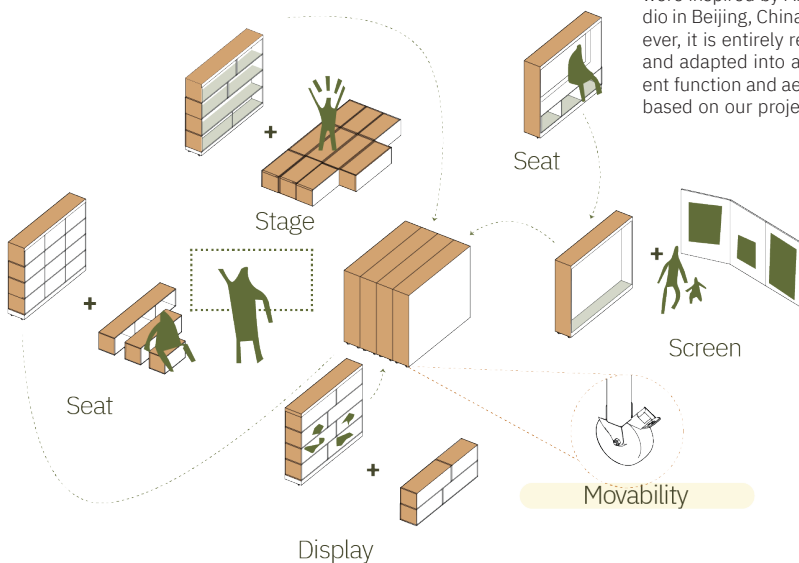 dio in Beijing, China
ever, it is entirely re
and adapted into a
ent function and ae
based on our proje
+
Seat
Stage
+
+
Screen
Seat
+
Movability
Display